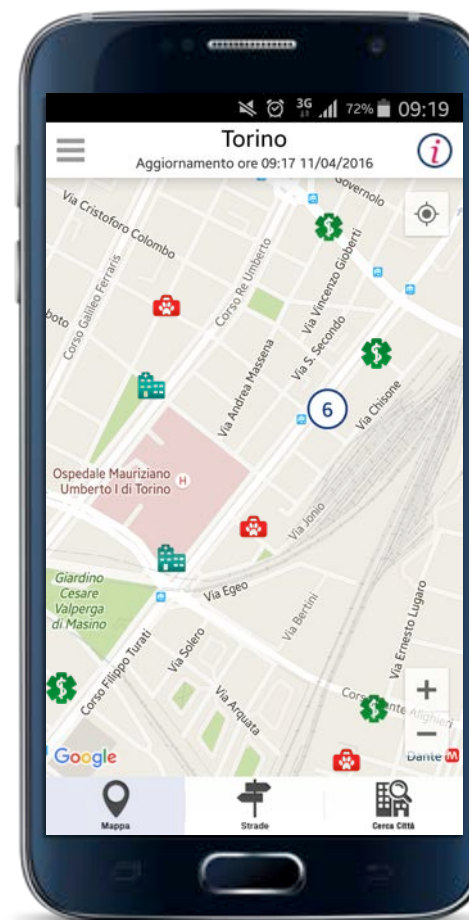 3G 72% 09:19
Torino
i
Aggiornamento ore 09:17 11/04/2016
Governolo
Via Cristoforo Colombo
Corso Galileo Ferraris
Corso Re Umberto
Via Vincenzo Gioberti
boto
Via Andrea Massena
Via S. Secondo
6
Via Chisone
Ospedale Mauriziano
Umberto I di Torino
H
Via Jonio
Giardino
Cesare
Valperga
di Masino
Via Egeo
Via Bertini
Via Ernesto Lugaro
Corso Filippo Turati
Via Solero
Via Arquata
+
−
Google
Dante M
Mappa
Strade
Cerca Città